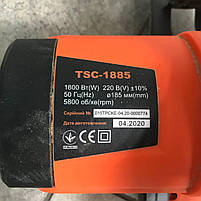 TSC-1885
1800 Вт(W) 220 В(V) ±10%
50 Гц(Hz) ⌀185 мм(mm)
5800 об/хв(rpm)
Серійний №
Дата виготовлення 04.2020